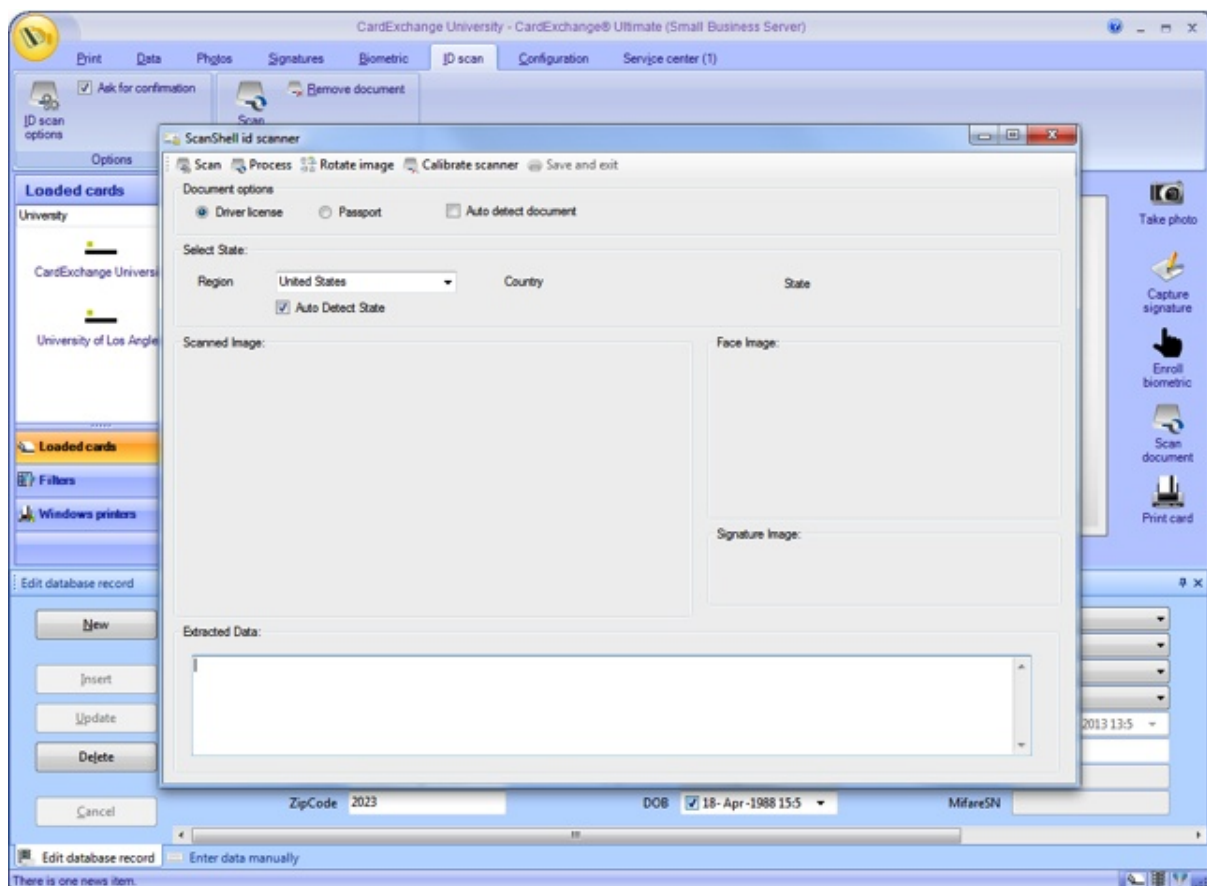 CardExchange University - CardExchange® Ultimate (Small Business Server)
Print Data Photos Signatures Biometric ID scan Configuration Service center (1)
Ask for confirmation
Remove document
ID scan options
Scan
Options
ScanShell id scanner
Scan Process Rotate image Calibrate scanner Save and exit
Document options
Driver license Passport Auto detect document
Select State:
Region United States Country State
Auto Detect State
Scanned Image:
Face Image:
Signature Image:
Extracted Data:
Loaded cards
University
CardExchange Universi
University of Los Angle
Loaded cards
Filters
Windows printers
Take photo
Capture
signature
Enroll
biometric
Scan
document
Print card
Edit database record
New
Insert
Update
Delete
Cancel
2013 13:5
ZipCode 2023 DOB 18-Apr-1988 15:5 MifareSN
Edit database record Enter data manually
There is one news item.